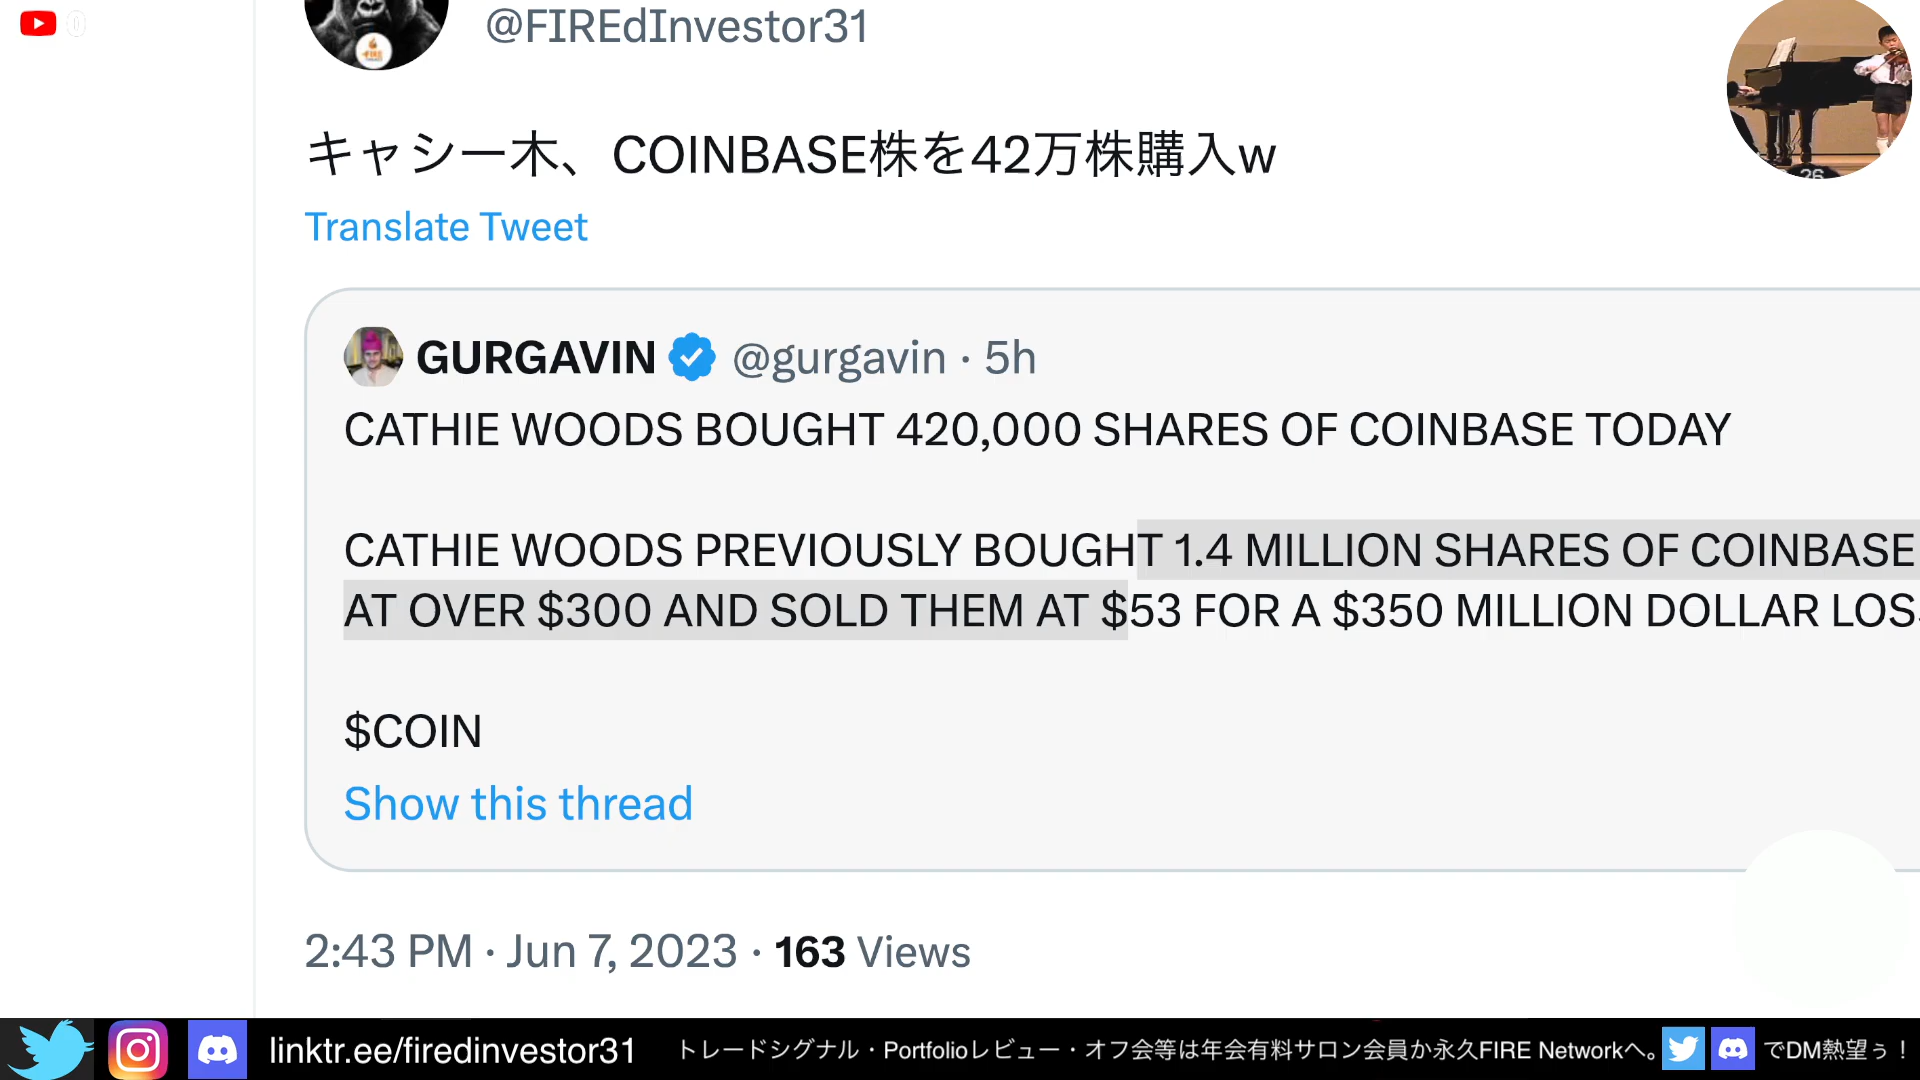 0
@FIREdInvestor31
キャシー木、COINBASE株を42万株購入w
Translate Tweet
GURGAVIN @gurgavin · 5h
CATHIE WOODS BOUGHT 420,000 SHARES OF COINBASE TODAY
CATHIE WOODS PREVIOUSLY BOUGHT 1.4 MILLION SHARES OF COINBASE
AT OVER $300 AND SOLD THEM AT $53 FOR A $350 MILLION DOLLAR LOS
$COIN
Show this thread
2:43 PM · Jun 7, 2023 · 163 Views
linktr.ee/firedinvestor31 トレードシグナル・Portfolioレビュー・オフ会等は年会有料サロン会員か永久FIRE Networkへ。 でDM熱望ぅ！